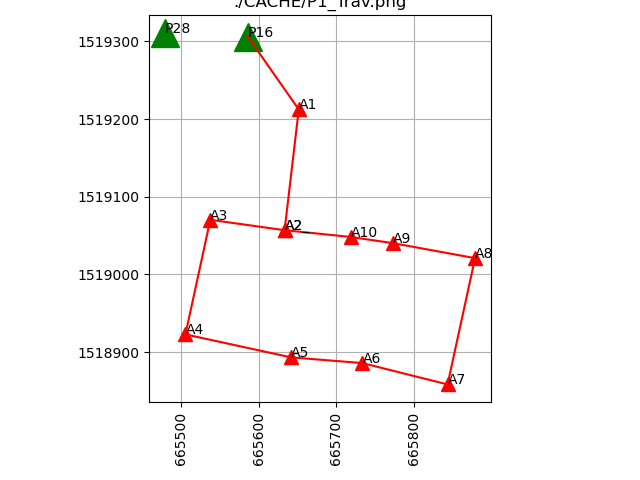 ./CACHE/P1_Trav.png
P28
P16
1519300
A1
1519200
1519100
A3
A2_
A10
A9
A8
1519000
A4
1518900
A5
A6
A7
665500
665600
665700
665800